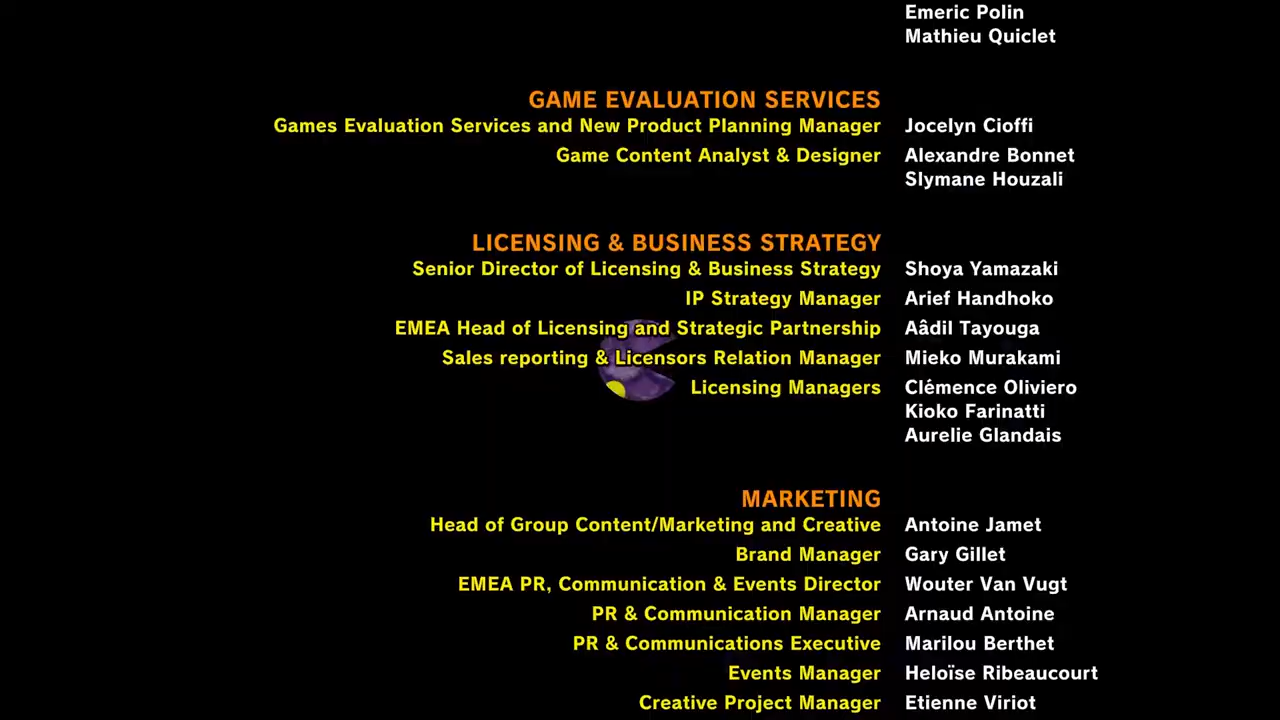 Emeric Polin
Mathieu Quiclet
GAME EVALUATION SERVICES
Games Evaluation Services and New Product Planning Manager Jocelyn Cioffi
Game Content Analyst & Designer Alexandre Bonnet
Slymane Houzali
LICENSING & BUSINESS STRATEGY
Senior Director of Licensing & Business Strategy Shoya Yamazaki
IP Strategy Manager Arief Handhoko
EMEA Head of Licensing and Strategic Partnership Aâdil Tayouga
Sales reporting & Licensors Relation Manager Mieko Murakami
Licensing Managers Clémence Oliviero
Kioko Farinatti
Aurelie Glandais
MARKETING
Head of Group Content/Marketing and Creative Antoine Jamet
Brand Manager Gary Gillet
EMEA PR, Communication & Events Director Wouter Van Vugt
PR & Communication Manager Arnaud Antoine
PR & Communications Executive Marilou Berthet
Events Manager Heloïse Ribeaucourt
Creative Project Manager Etienne Viriot